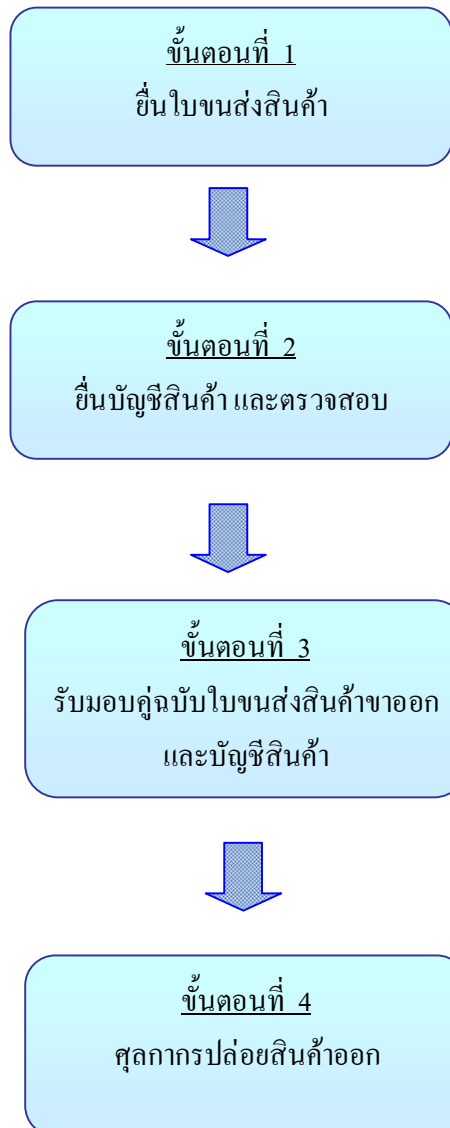 ขั้นตอนที่ 1
ยื่นใบขนส่งสินค้า
ขั้นตอนที่ 2
ยื่นบัญชีสินค้า และตรวจสอบ
ขั้นตอนที่ 3
รับมอบคู่ฉบับใบขนส่งสินค้าขาออก
และบัญชีสินค้า
ขั้นตอนที่ 4
ศุลกากรปล่อยสินค้าออก